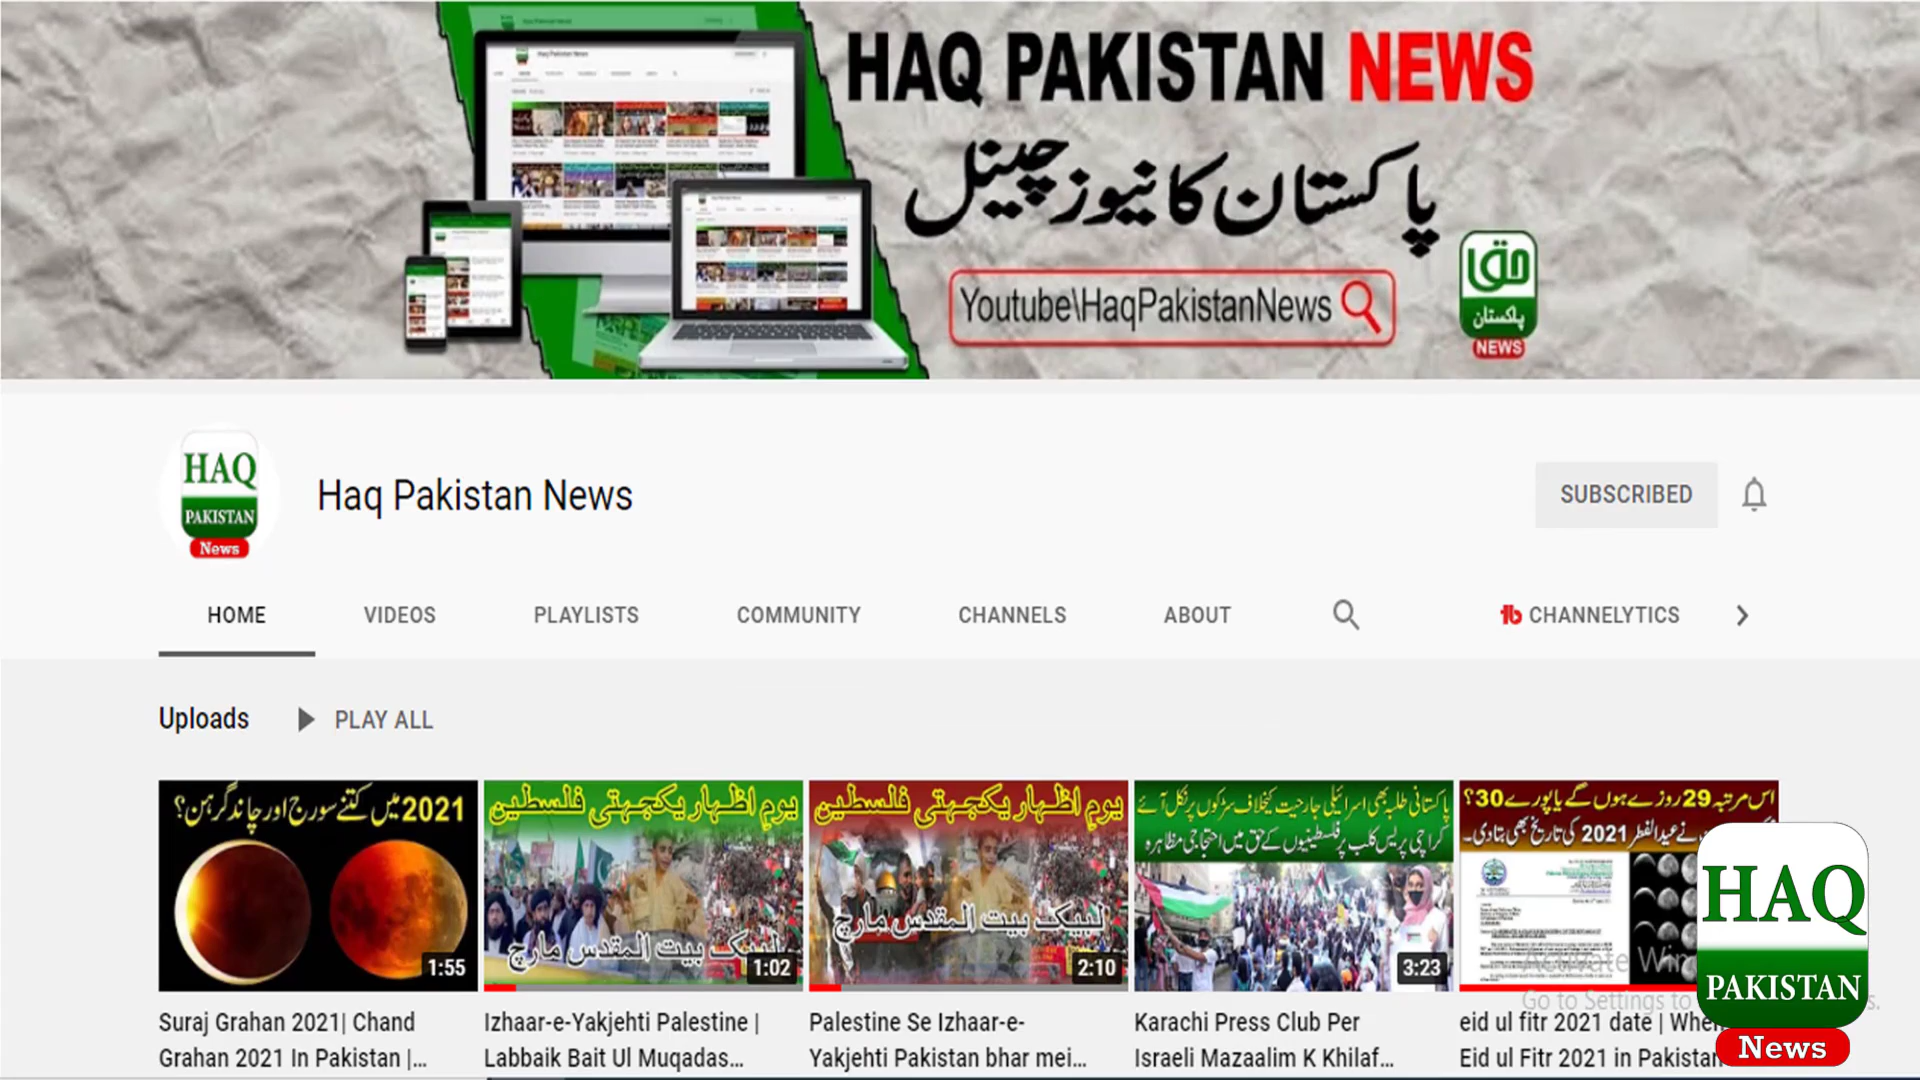 HAQ PAKISTAN NEWS
پاکستان کا نیوز چینل
Youtube\HaqPakistanNews
حق
پاکستان
NEWS
HAQ
PAKISTAN
News
Haq Pakistan News
SUBSCRIBED
HOME VIDEOS PLAYLISTS COMMUNITY CHANNELS ABOUT CHANNELYTICS
Uploads PLAY ALL
2021 میں کتنے سورج اور چاند گرہن؟
1:55
Suraj Grahan 2021| Chand
Grahan 2021 In Pakistan |...
یومِ اظہار یکجہتی فلسطین
لبیک بیت المقدس مارچ
1:02
Izhaar-e-Yakjehti Palestine |
Labbaik Bait Ul Muqadas...
یومِ اظہار یکجہتی فلسطین
لبیک بیت المقدس مارچ
2:10
Palestine Se Izhaar-e-
Yakjehti Pakistan bhar mei...
پاکستانی طلبہ بھی اسرائیلی جارحیت کیخلاف سڑکوں پر نکل آئے
کراچی پریس کلب پر فلسطینیوں کے حق میں احتجاجی مظاہرہ
3:23
Karachi Press Club Per
Israeli Mazaalim K Khilaf...
اس مرتبہ 29 روزے ہوں گے یا پورے 30؟
نے عیدالفطر 2021 کی تاریخ بھی بتادی۔
eid ul fitr 2021 date |
Eid ul Fitr 2021 in Pakistan
Activate
Go to Settings to
HAQ
PAKISTAN
News